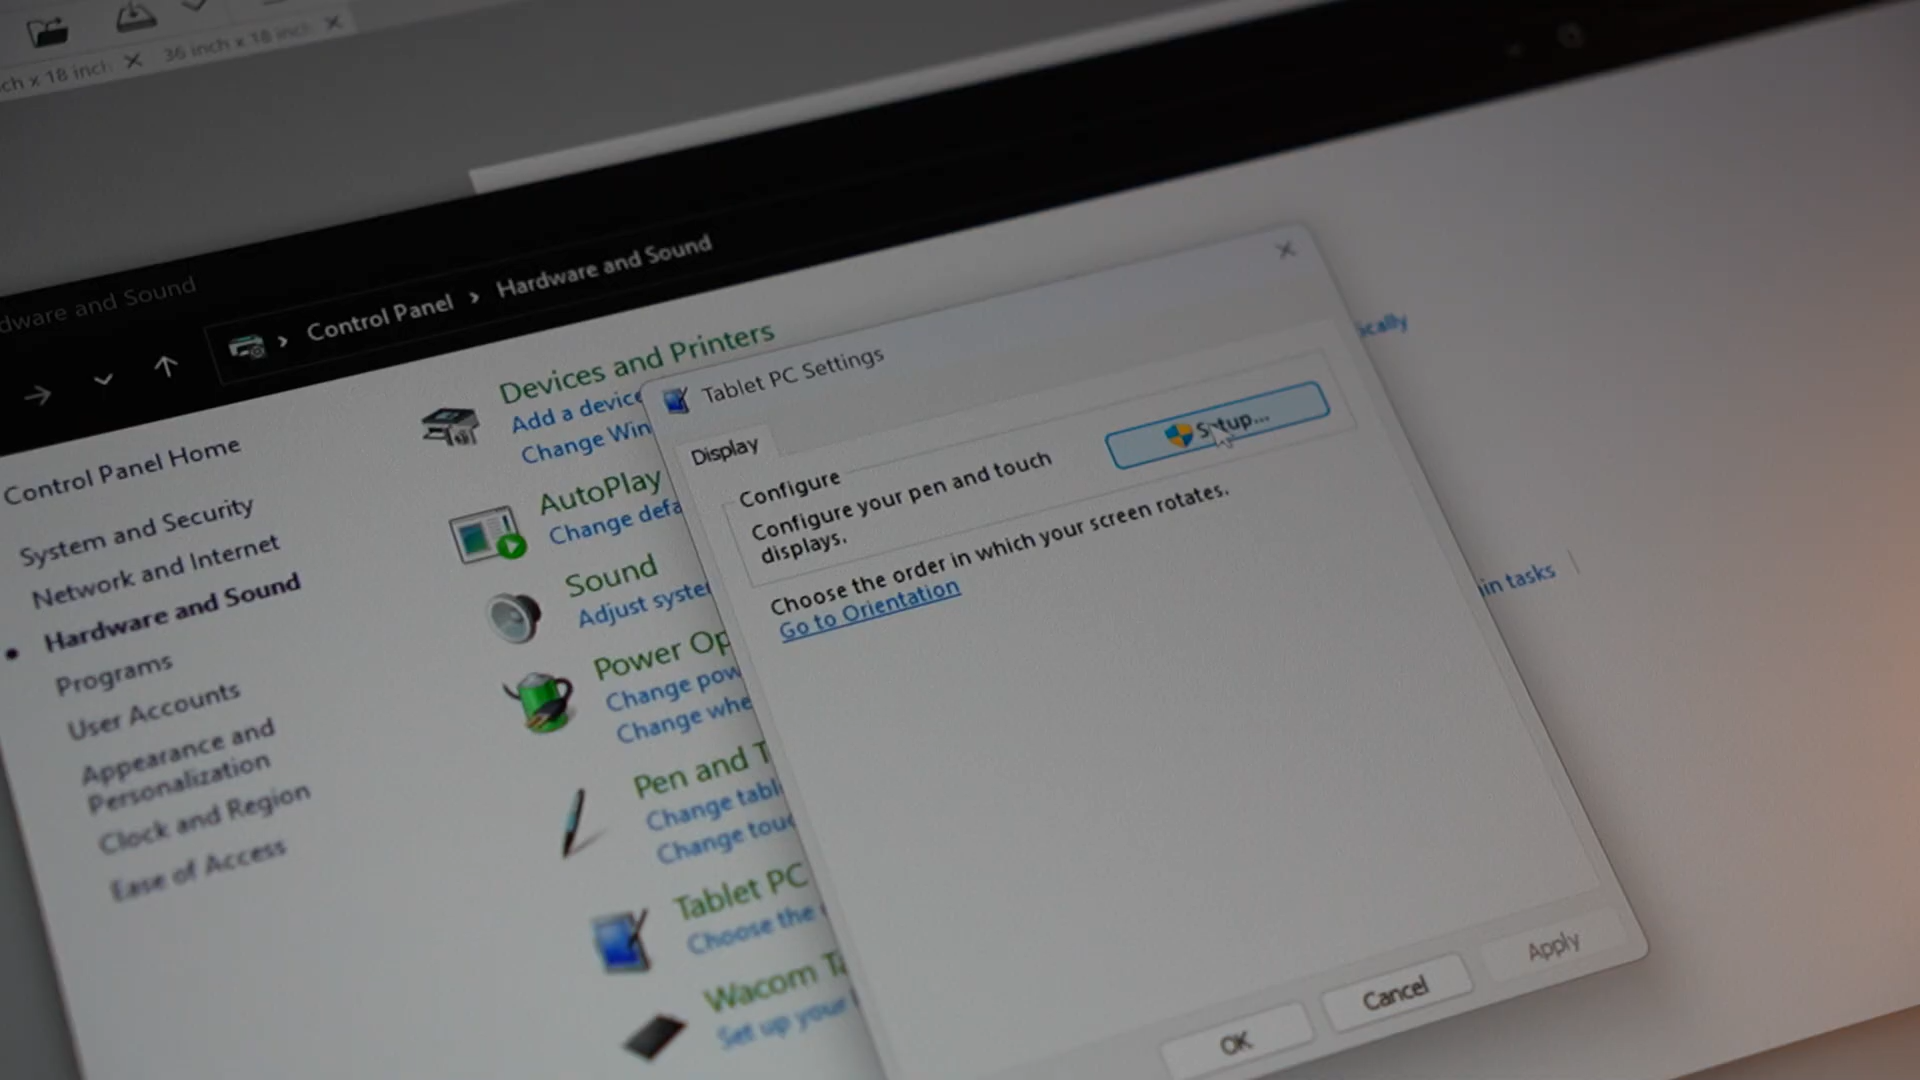 ch x 18 inch
36 inch x 18 inch
dware and Sound
Control Panel › Hardware and Sound
Control Panel Home
System and Security
Network and Internet
Hardware and Sound
Programs
User Accounts
Appearance and
Personalization
Clock and Region
Ease of Access
Devices and Printers
Add a device
Change Win
AutoPlay
Change defa
Sound
Adjust syste
Power Op
Change pow
Change whe
Pen and T
Change tabl
Change touc
Tablet PC
Choose the
Wacom Ta
Set up your
Tablet PC Settings
Display
Configure
Configure your pen and touch
displays.
Setup...
Choose the order in which your screen rotates.
Go to Orientation
OK
Cancel
Apply
ically
in tasks